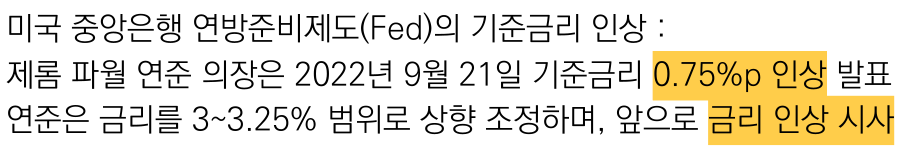 미국 중앙은행 연방준비제도(Fed)의 기준금리 인상 :
제롬 파월 연준 의장은 2022년 9월 21일 기준금리 0.75%p 인상 발표
연준은 금리를 3~3.25% 범위로 상향 조정하며, 앞으로 금리 인상 시사